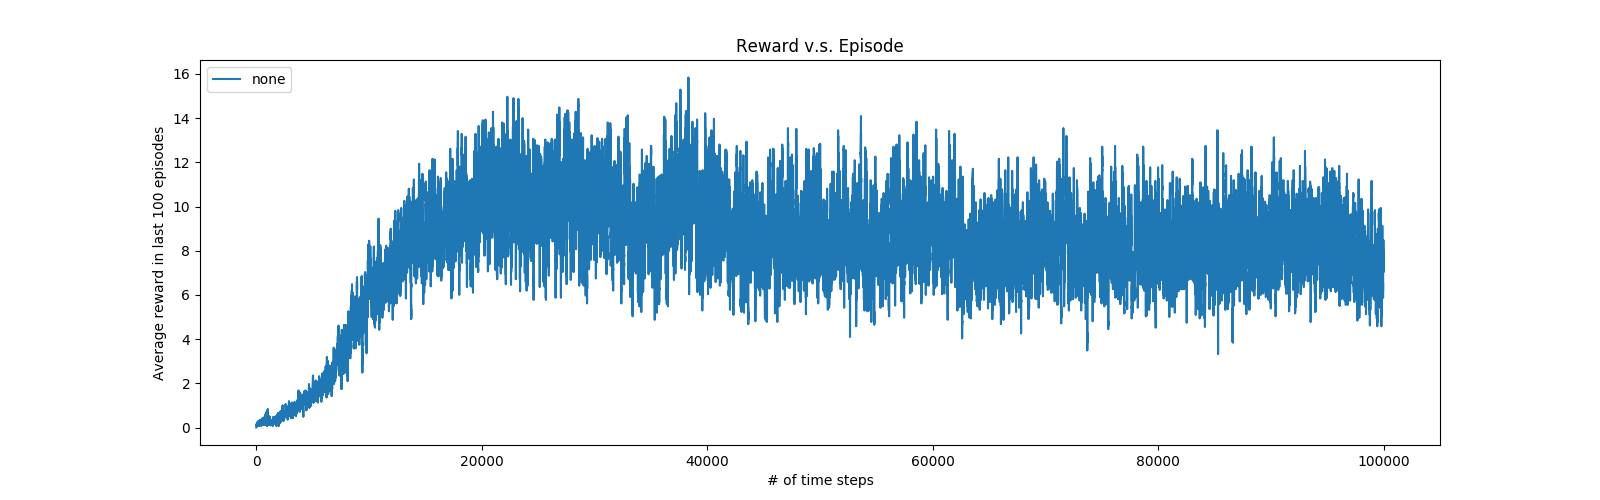 Reward v.s. Episode
none
Average reward in last 100 episodes
16
14
12
10
8
6
4
2
0
0 20000 40000 60000 80000 100000
# of time steps